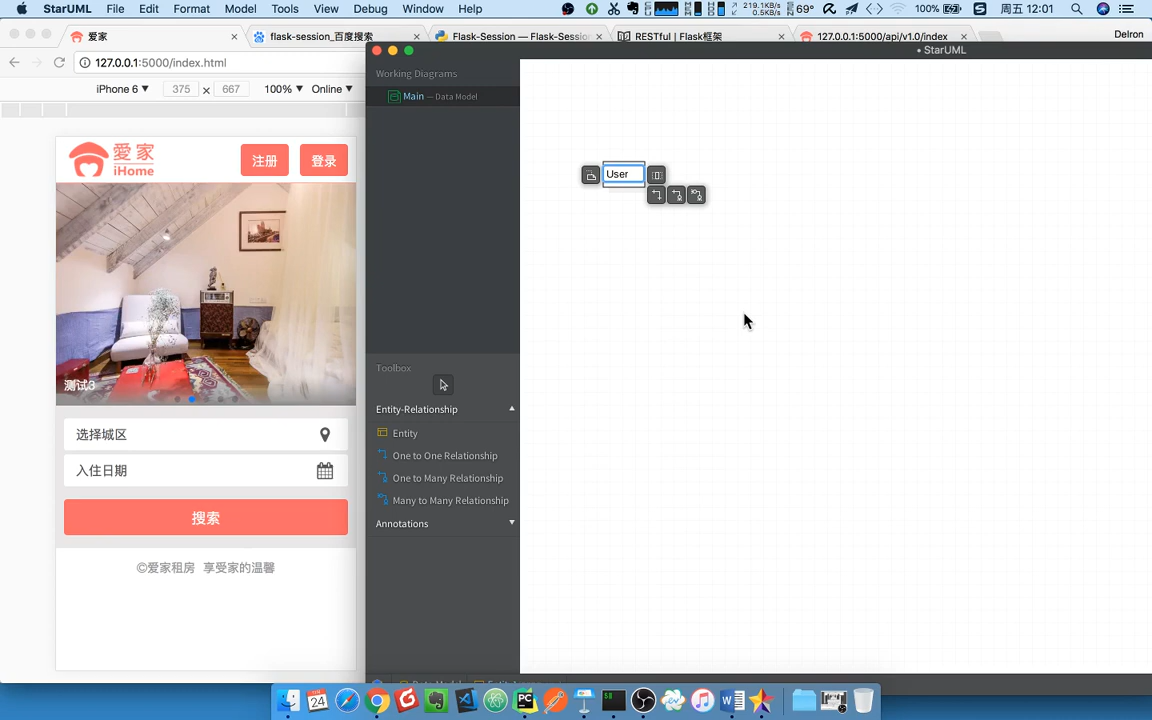 StarUML File Edit Format Model Tools View Debug Window Help
219.1KB/s
0.5KB/s
69°
100%
周五 12:01
爱家
flask-session_百度搜索
Flask-Session — Flask-Session
RESTful | Flask框架
127.0.0.1:5000/api/v1.0/index
Delron
127.0.0.1:5000/index.html
StarUML
iPhone 6 ▼ 375 × 667 100% ▼ Online ▼
Working Diagrams
Main — Data Model
爱家
iHome
注册
登录
User
测试3
Toolbox
Entity-Relationship
Entity
One to One Relationship
One to Many Relationship
Many to Many Relationship
Annotations
选择城区
入住日期
搜索
©爱家租房 享受家的温馨